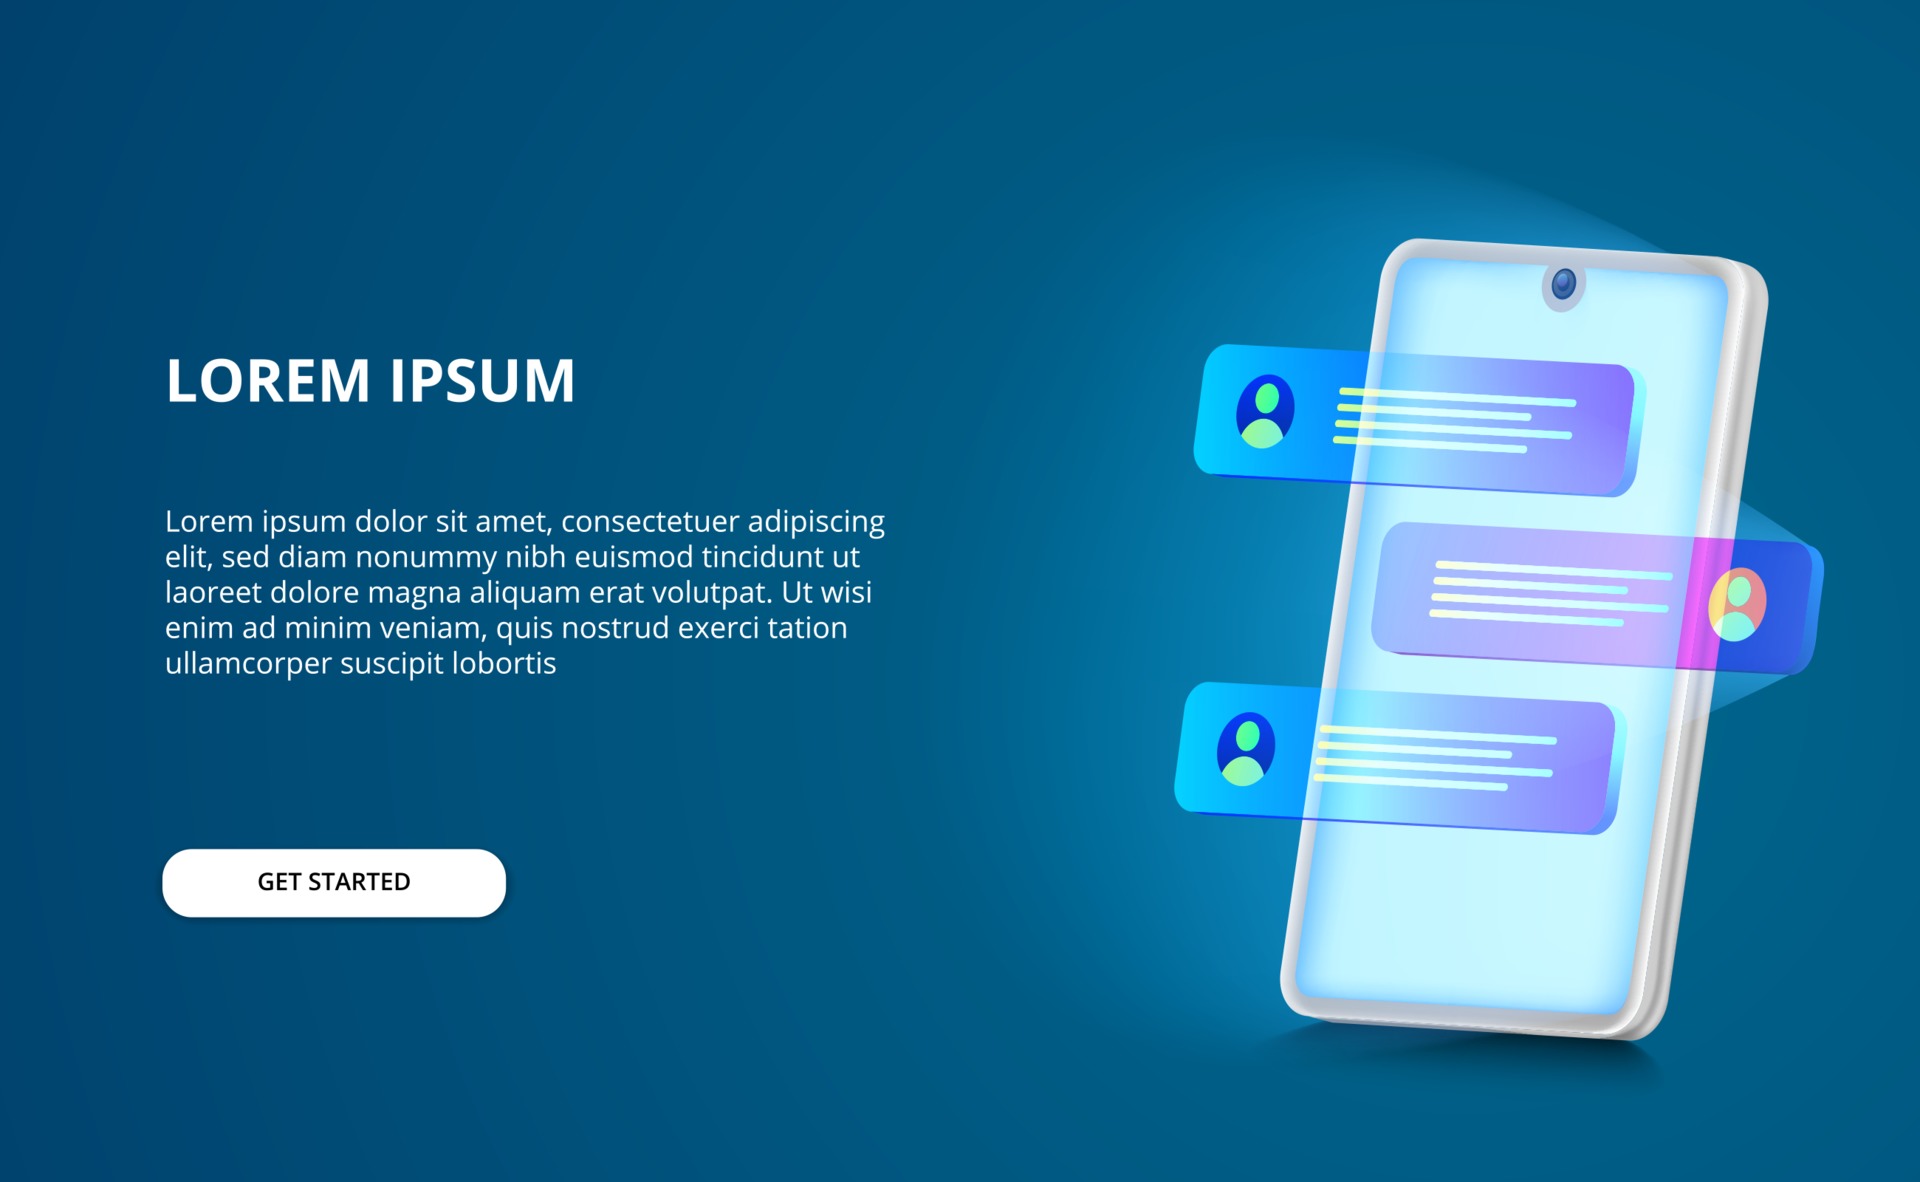 LOREM IPSUM
Lorem ipsum dolor sit amet, consectetuer adipiscing
elit, sed diam nonummy nibh euismod tincidunt ut
laoreet dolore magna aliquam erat volutpat. Ut wisi
enim ad minim veniam, quis nostrud exerci tation
ullamcorper suscipit lobortis
GET STARTED